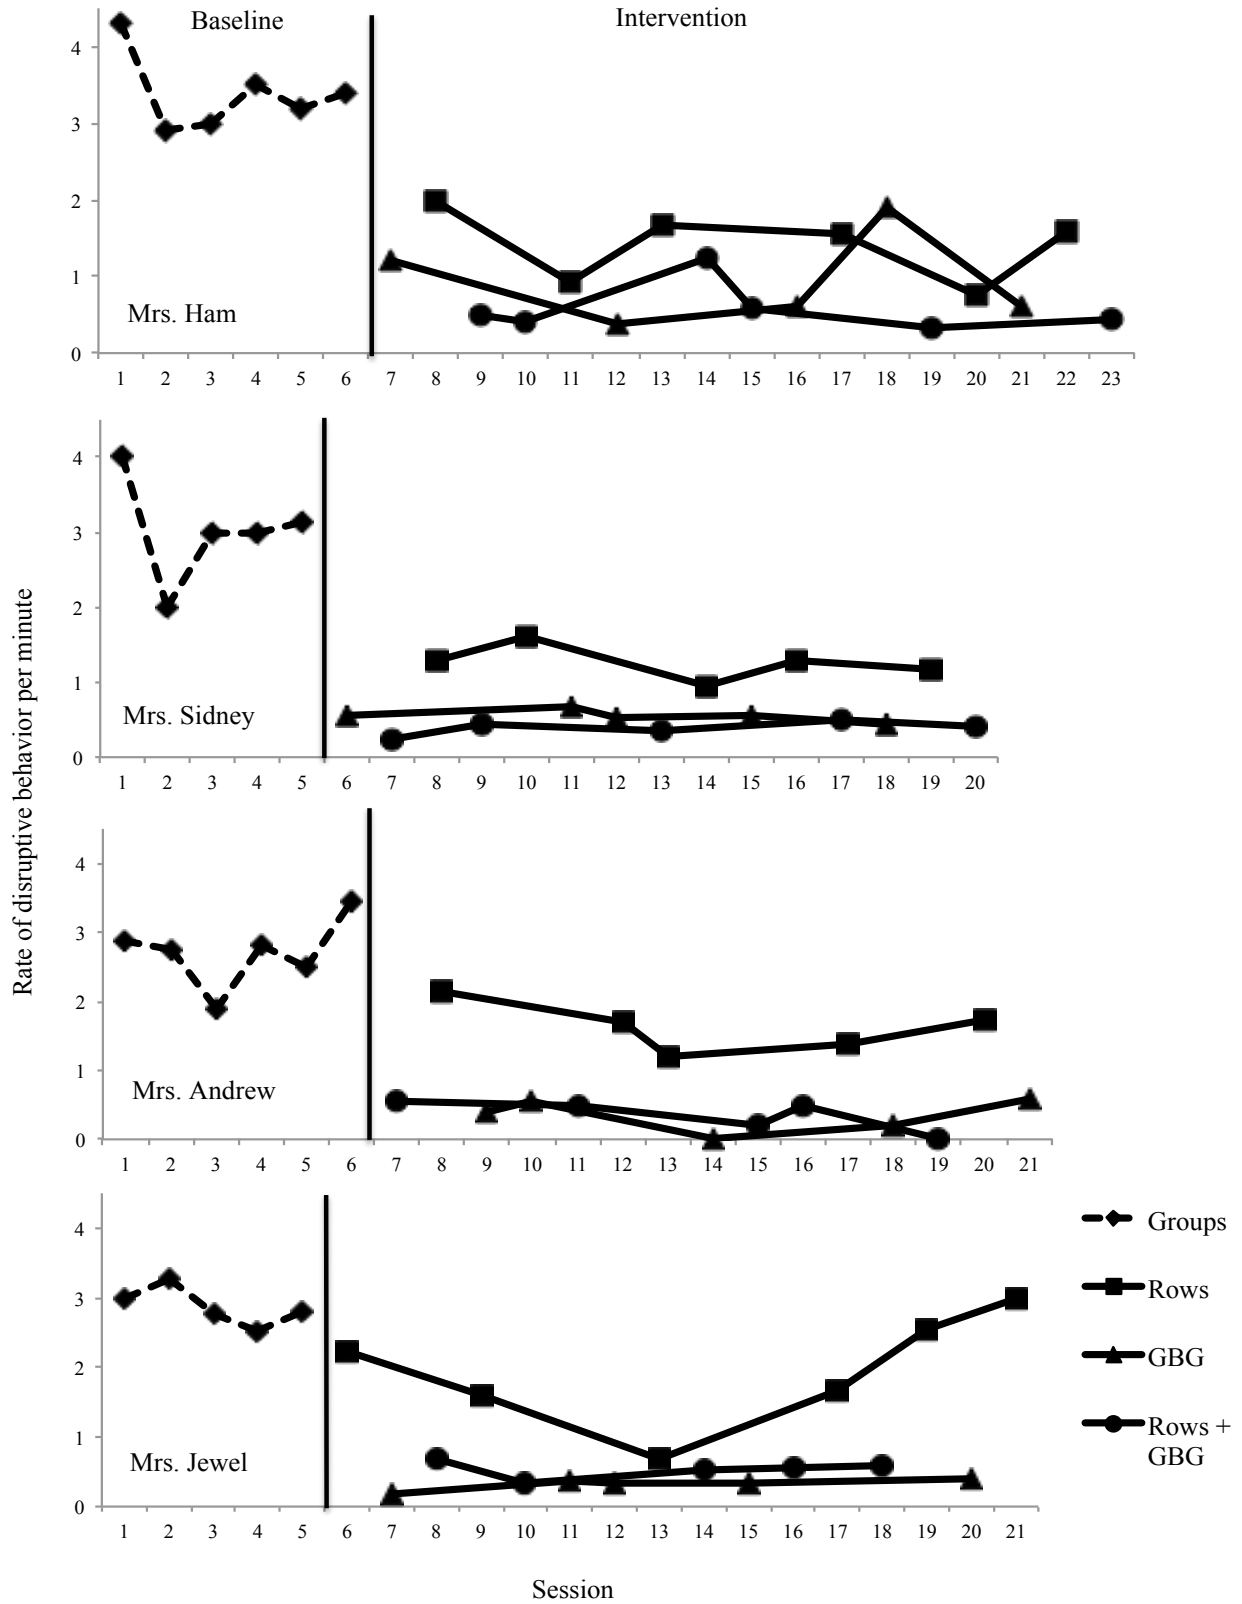 Baseline
Intervention
4
3
2
1
0
Mrs. Ham
1 2 3 4 5 6 7 8 9 10 11 12 13 14 15 16 17 18 19 20 21 22 23
4
3
2
1
0
Mrs. Sidney
1 2 3 4 5 6 7 8 9 10 11 12 13 14 15 16 17 18 19 20
Rate of disruptive behavior per minute
4
3
2
1
0
Mrs. Andrew
1 2 3 4 5 6 7 8 9 10 11 12 13 14 15 16 17 18 19 20 21
4
3
2
1
0
Mrs. Jewel
1 2 3 4 5 6 7 8 9 10 11 12 13 14 15 16 17 18 19 20 21
Groups
Rows
GBG
Rows +
GBG
Session